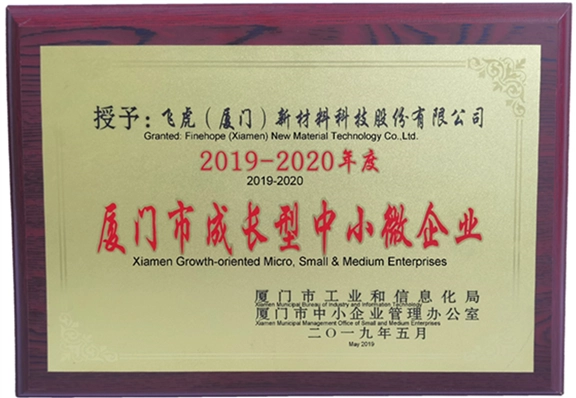 授予：飞虎（厦门）新材料科技股份有限公司
Granted: Finehope (Xiamen) New Material Technology Co.,Ltd.
2019-2020年度
2019-2020
厦门市成长型中小微企业
Xiamen Growth-oriented Micro, Small & Medium Enterprises
厦门市工业和信息化局
Xiamen Municipal Bureau of Industry and Information Technology
厦门市中小企业管理办公室
Xiamen Municipal Management Office of Small and Medium Enterprises
二〇一九年五月
May 2019